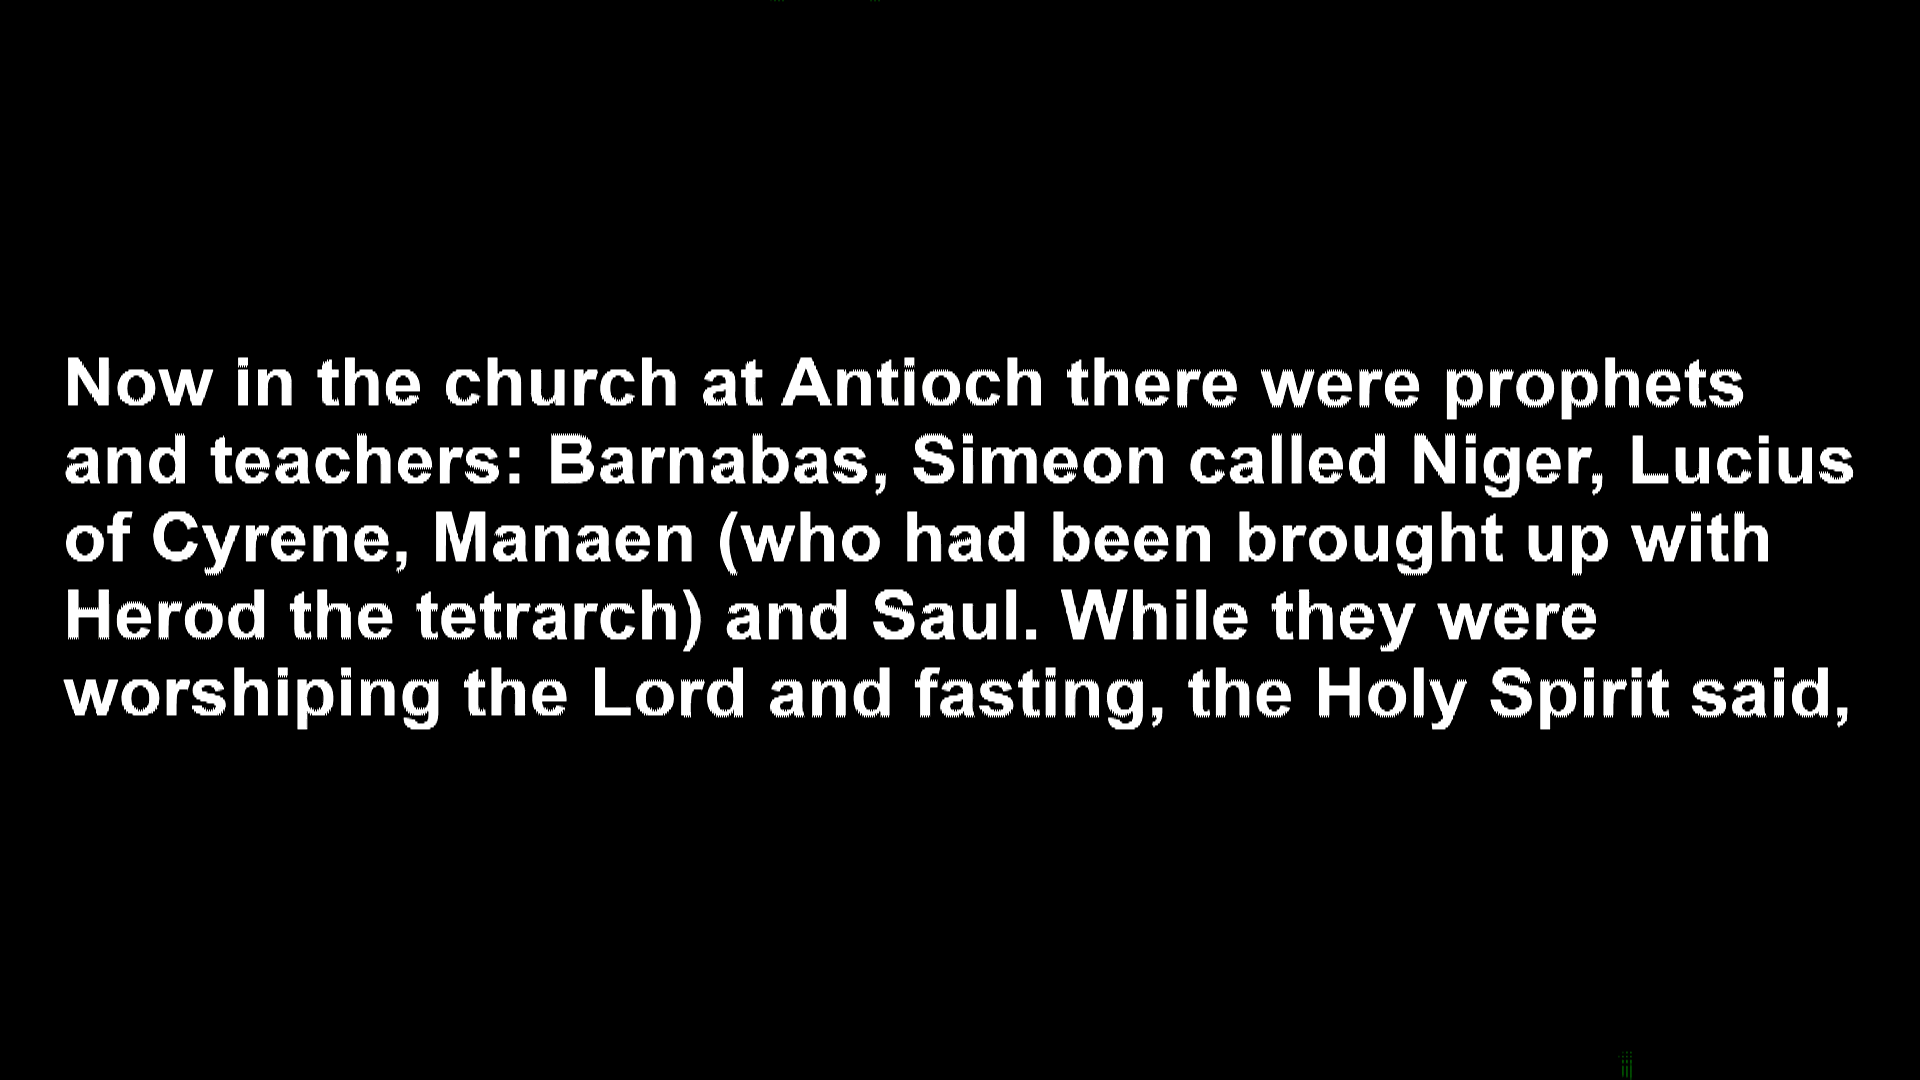 Now in the church at Antioch there were prophets
and teachers: Barnabas, Simeon called Niger, Lucius
of Cyrene, Manaen (who had been brought up with
Herod the tetrarch) and Saul. While they were
worshiping the Lord and fasting, the Holy Spirit said,